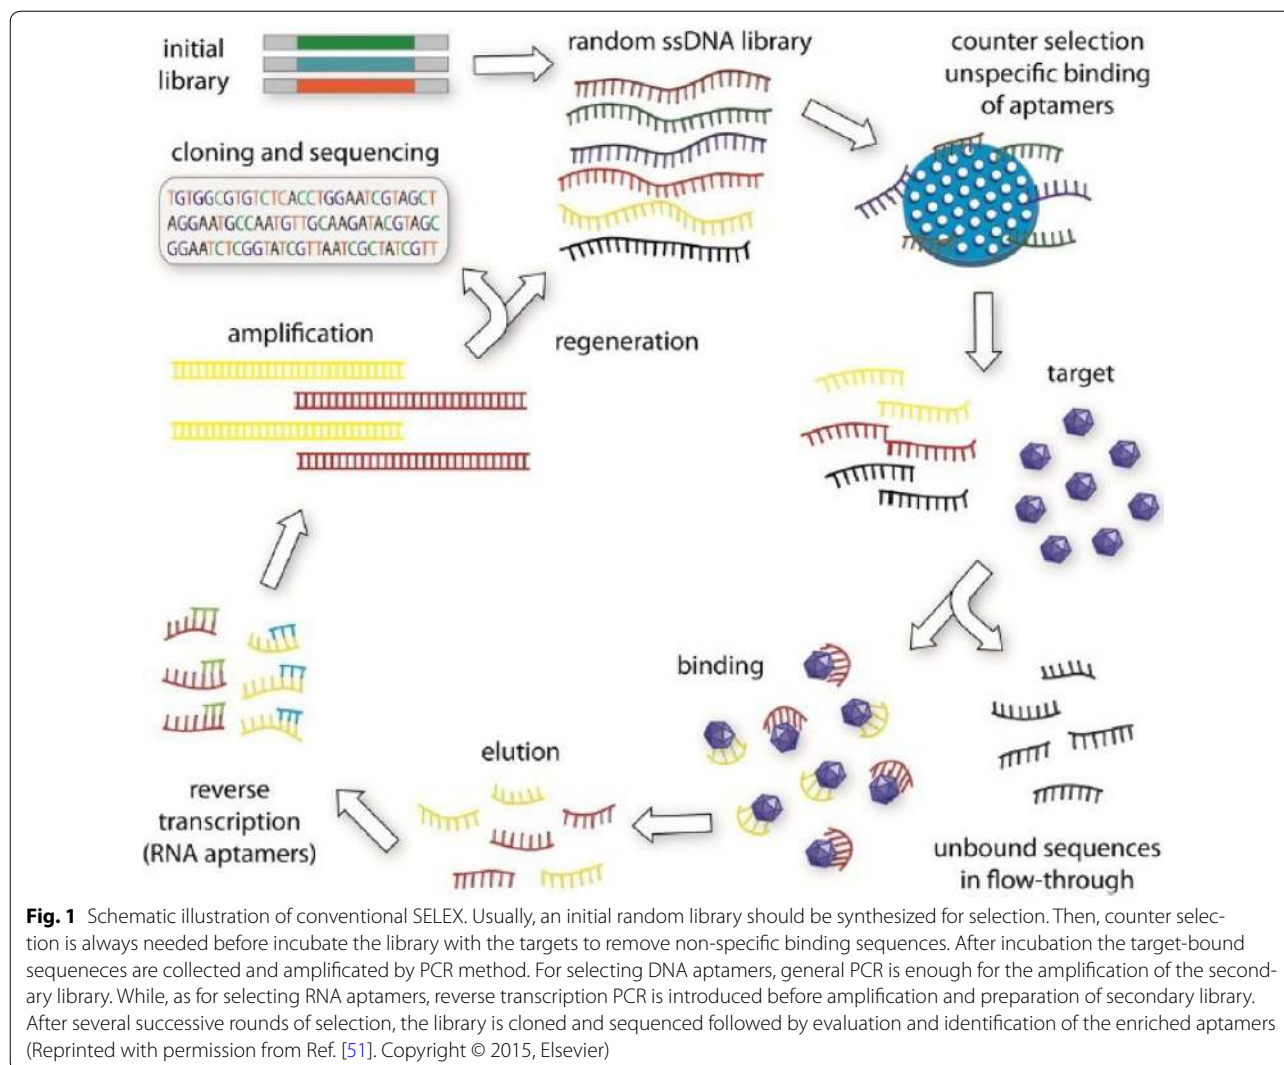 initial
library
random ssDNA library
counter selection
unspecific binding
of aptamers
cloning and sequencing
TGTGGCGTGTCTCACCTGGAATCGTAGCT
AGGAATGCCAATGTTGCAAGATACGTAGC
GGAATCTCGGTATCGTTAATCGCTATCGTT
amplification
regeneration
target
binding
elution
reverse
transcription
(RNA aptamers)
unbound sequences
in flow-through
Fig. 1 Schematic illustration of conventional SELEX. Usually, an initial random library should be synthesized for selection. Then, counter selec-
tion is always needed before incubate the library with the targets to remove non-specific binding sequences. After incubation the target-bound
sequeneces are collected and amplificated by PCR method. For selecting DNA aptamers, general PCR is enough for the amplification of the second-
ary library. While, as for selecting RNA aptamers, reverse transcription PCR is introduced before amplification and preparation of secondary library.
After several successive rounds of selection, the library is cloned and sequenced followed by evaluation and identification of the enriched aptamers
(Reprinted with permission from Ref. [51]. Copyright © 2015, Elsevier)